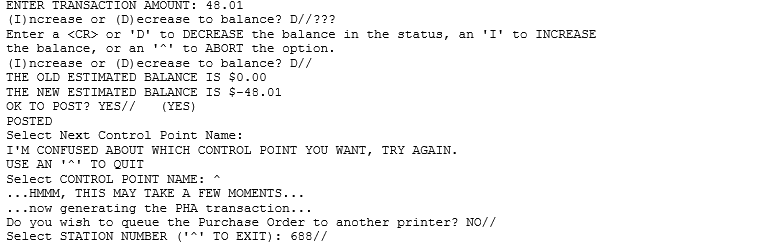 ENTER TRANSACTION AMOUNT: 48.01
(I)ncrease or (D)ecrease to balance? D//???
Enter a <CR> or 'D' to DECREASE the balance in the status, an 'I' to INCREASE
the balance, or an '^' to ABORT the option.
(I)ncrease or (D)ecrease to balance? D//
THE OLD ESTIMATED BALANCE IS $0.00
THE NEW ESTIMATED BALANCE IS $-48.01
OK TO POST? YES// (YES)
POSTED
Select Next Control Point Name:
I'M CONFUSED ABOUT WHICH CONTROL POINT YOU WANT, TRY AGAIN.
USE AN '^' TO QUIT
Select CONTROL POINT NAME: ^
...HMMM, THIS MAY TAKE A FEW MOMENTS...
...now generating the PHA transaction...
Do you wish to queue the Purchase Order to another printer? NO//
Select STATION NUMBER ('^' TO EXIT): 688//